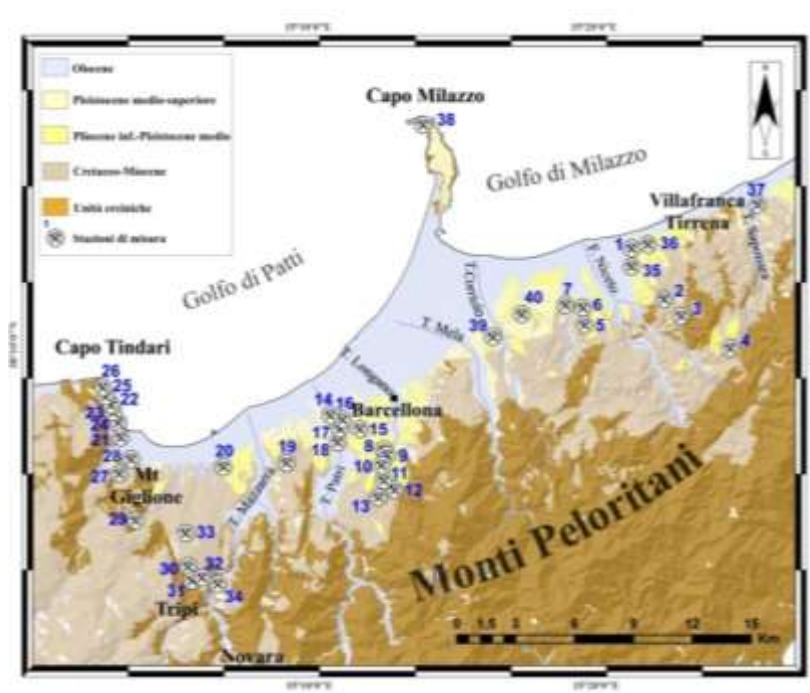 Olocene
Pleistocene medio-superiore
Pliocene inf.-Pleistocene medio
Cretaceo-Miocene
Unità erciniche
Stazioni di misura
Capo Milazzo
38
Golfo di Milazzo
Villafranca
Tirrena
37
T. Saponara
1
36
35
F. Niceto
2
3
4
Golfo di Patti
T. Corriolo
40
7
6
5
39
T. Mela
Capo Tindari
26
25
22
23
24
21
28
27
Mt
Giglione
29
T. Longano
Barcellona
14
16
15
17
18
8
9
10
11
12
13
20
19
T. Mazzarrà
T. Patrì
33
30
32
31
34
Tripi
Novara
Monti Peloritani
0 1,5 3 6 9 12 15
Km